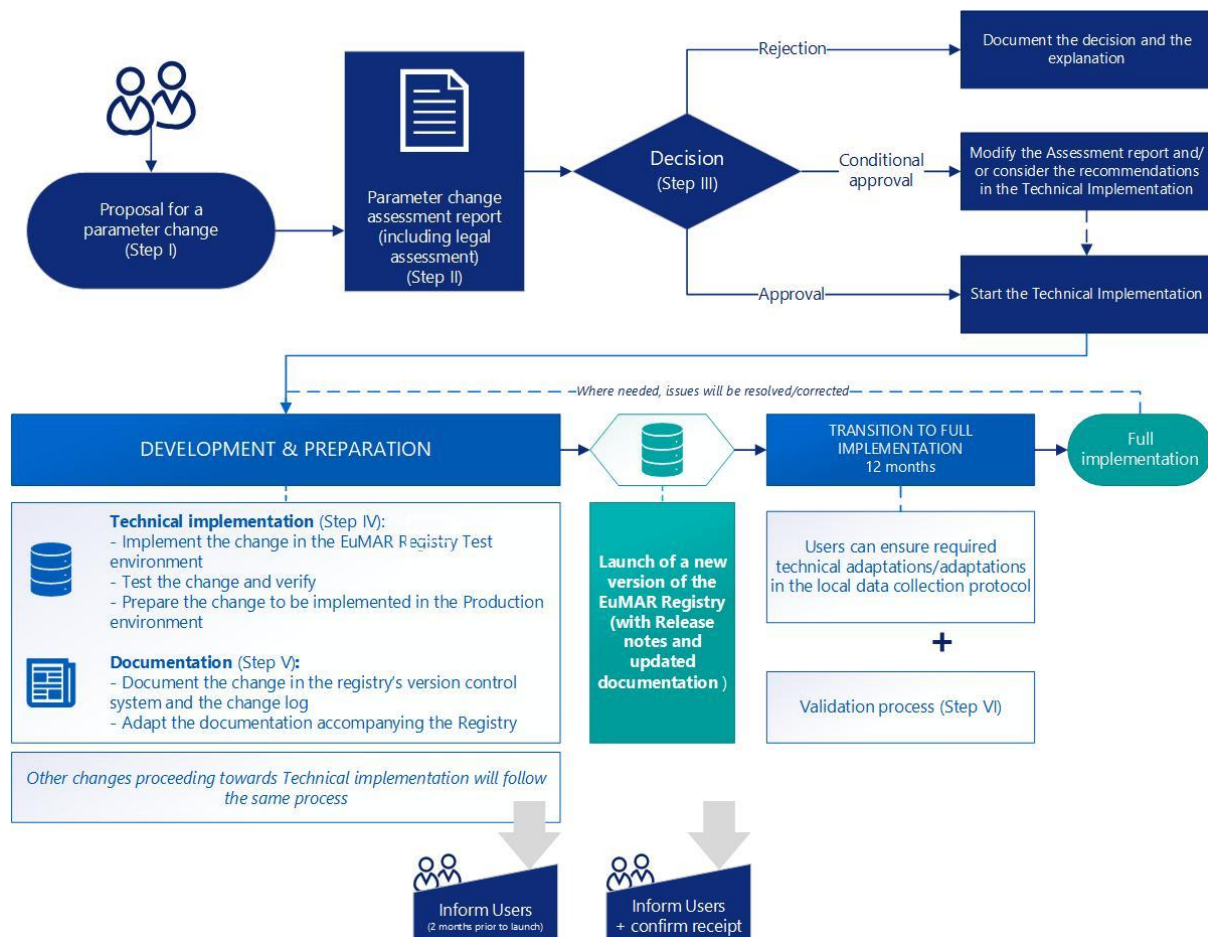 Proposal for a
parameter change
(Step I)
Parameter change
assessment report
(including legal
assessment)
(Step II)
Decision
(Step III)
Rejection
Document the decision and the
explanation
Conditional
approval
Modify the Assessment report and/
or consider the recommendations
in the Technical Implementation
Approval
Start the Technical Implementation
Where needed, issues will be resolved/corrected
DEVELOPMENT & PREPARATION
TRANSITION TO FULL
IMPLEMENTATION
12 months
Full
implementation
Technical implementation (Step IV):
- Implement the change in the EuMAR Registry Test
environment
- Test the change and verify
- Prepare the change to be implemented in the Production
environment
Documentation (Step V):
- Document the change in the registry's version control
system and the change log
- Adapt the documentation accompanying the Registry
Other changes proceeding towards Technical implementation will follow
the same process
Launch of a new
version of the
EuMAR Registry
(with Release
notes and
updated
documentation )
Users can ensure required
technical adaptations/adaptations
in the local data collection protocol
+
Validation process (Step VI)
Inform Users
(2 months prior to launch)
Inform Users
+ confirm receipt